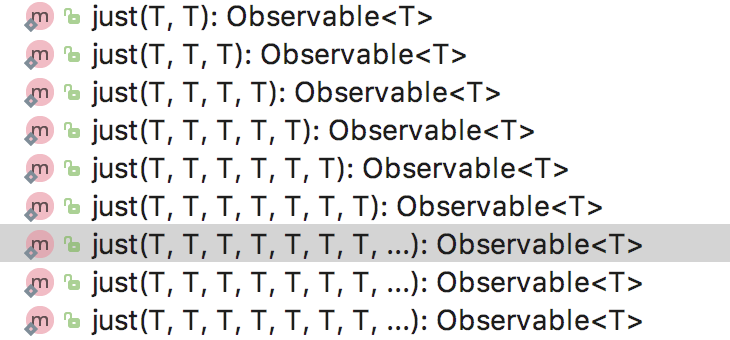 m just(T, T): Observable<T>
m just(T, T, T): Observable<T>
m just(T, T, T, T): Observable<T>
m just(T, T, T, T, T): Observable<T>
m just(T, T, T, T, T, T): Observable<T>
m just(T, T, T, T, T, T, T): Observable<T>
m just(T, T, T, T, T, T, T, ...): Observable<T>
m just(T, T, T, T, T, T, T, ...): Observable<T>
m just(T, T, T, T, T, T, T, ...): Observable<T>